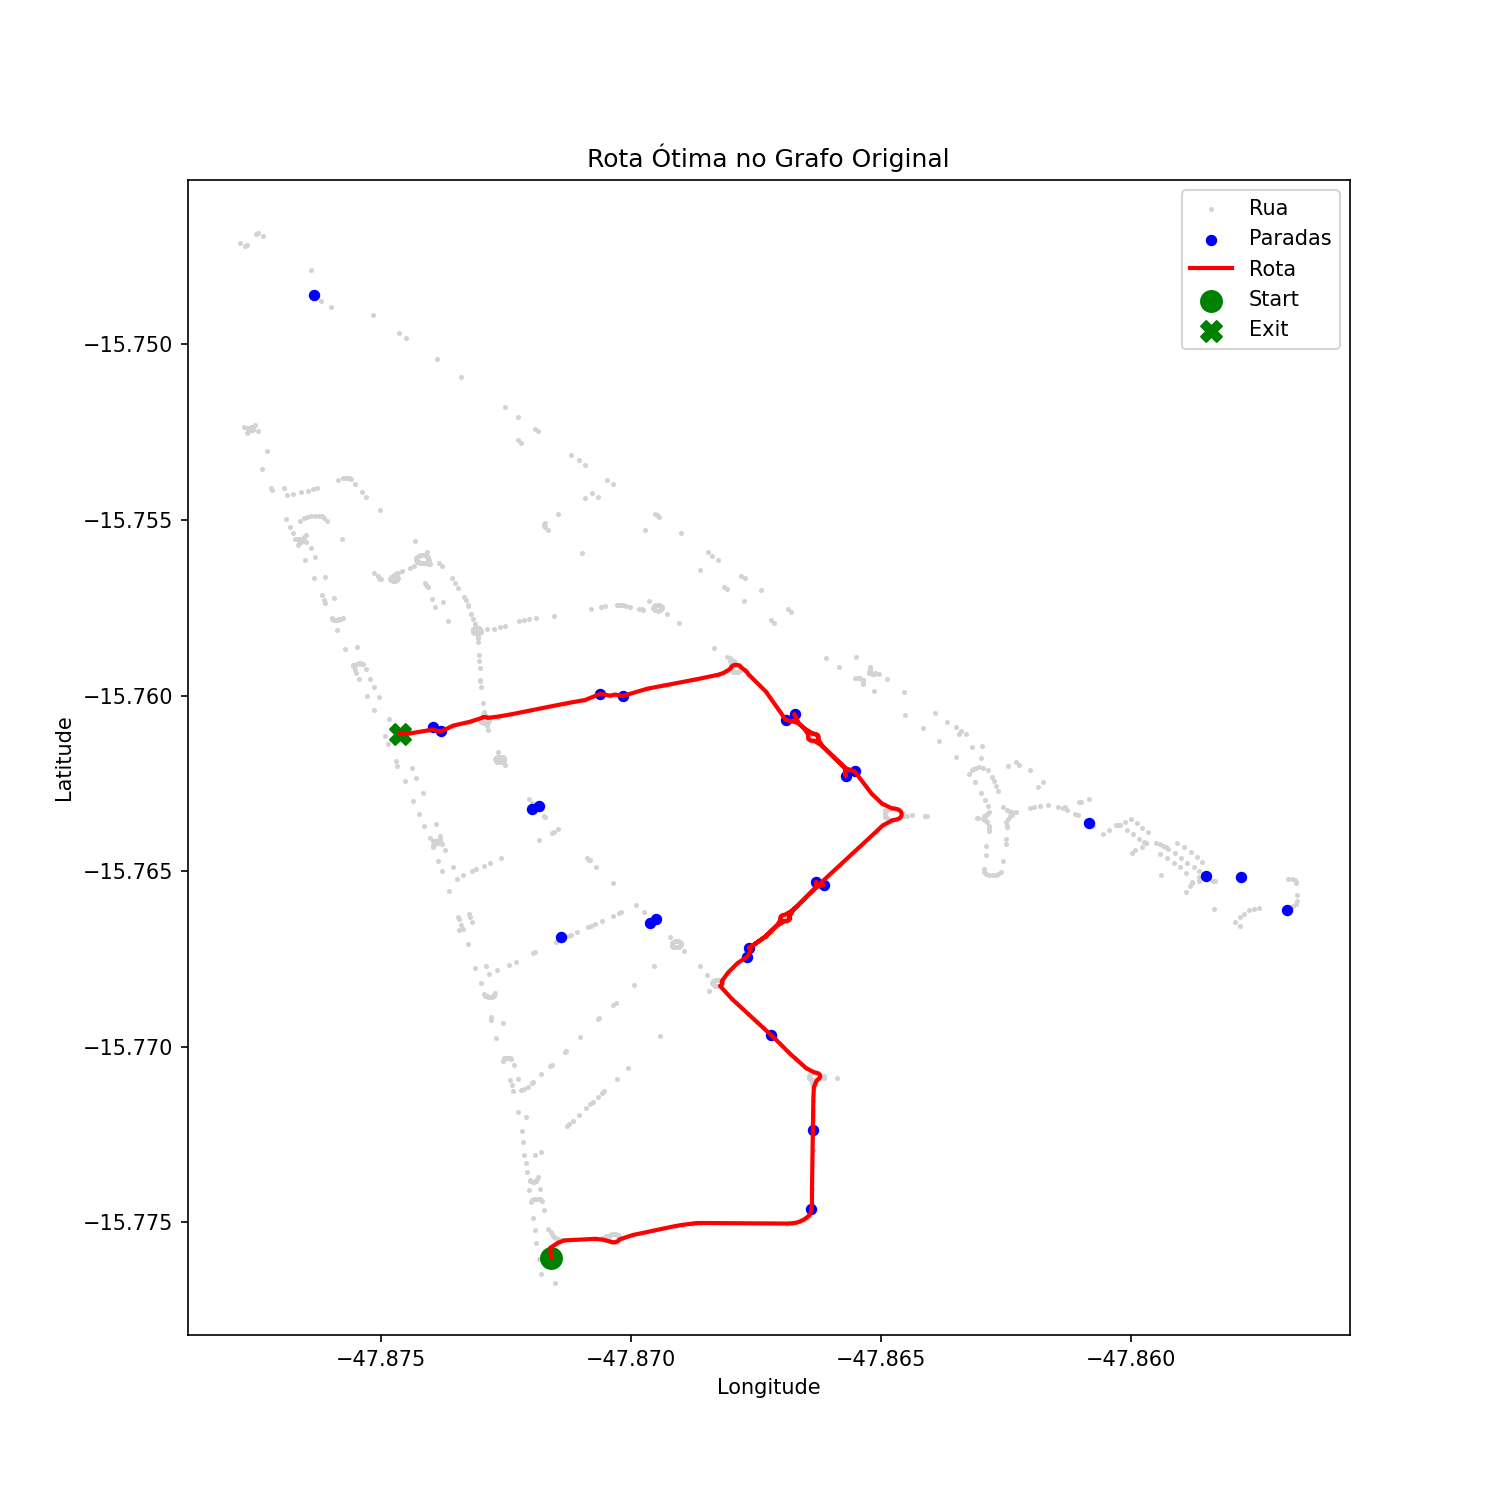 Rota Ótima no Grafo Original
Rua
Paradas
Rota
Start
Exit
−15.750
−15.755
−15.760
−15.765
−15.770
−15.775
Latitude
−47.875
−47.870
−47.865
−47.860
Longitude